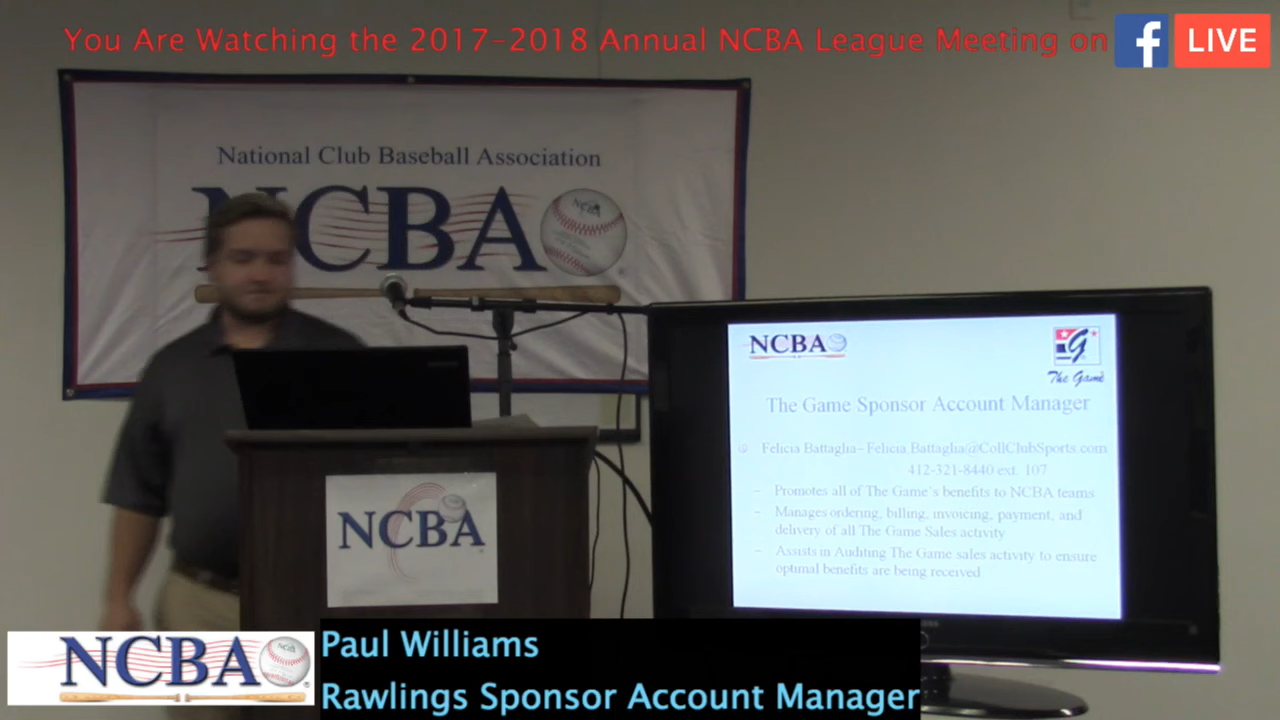 You Are Watching the 2017-2018 Annual NCBA League Meeting on f LIVE
National Club Baseball Association
NCBA
NCBA
G
The Game
The Game Sponsor Account Manager
Felicia Battaglia– Felicia Battaglia@CollClubSports com
412-321-8440 ext. 107
– Promotes all of The Game's benefits to NCBA teams
– Manages ordering, billing, invoicing, payment, and
delivery of all The Game Sales activity
– Assists in Auditing The Game sales activity to ensure
optimal benefits are being received
NCBA
NCBA
Paul Williams
Rawlings Sponsor Account Manager